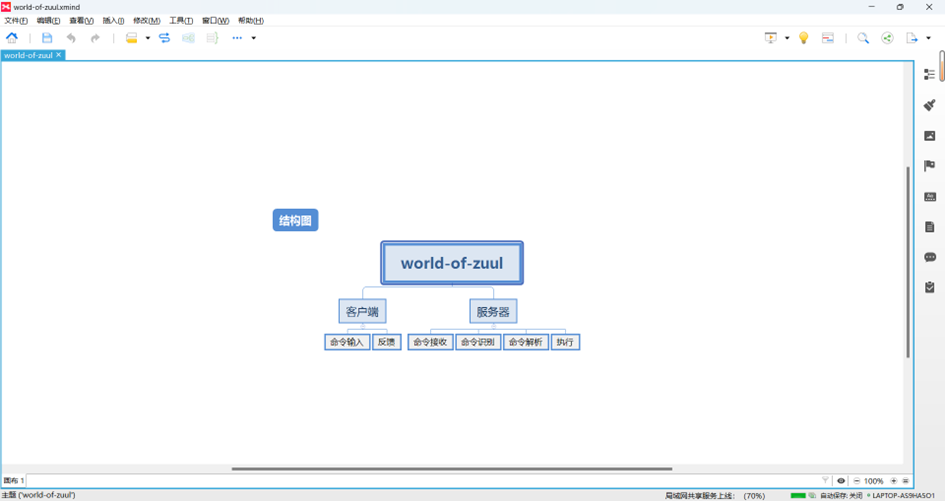 world-of-zuul.xmind
文件(F) 编辑(E) 查看(V) 插入(I) 修改(M) 工具(T) 窗口(W) 帮助(H)
world-of-zuul
结构图
world-of-zuul
客户端 服务器
命令输入 反馈 命令接收 命令识别 命令解析 执行
画布 1
100%
主题 ('world-of-zuul') 局域网共享服务上线: (70%) 自动保存: 关闭 LAPTOP-AS9HASO1